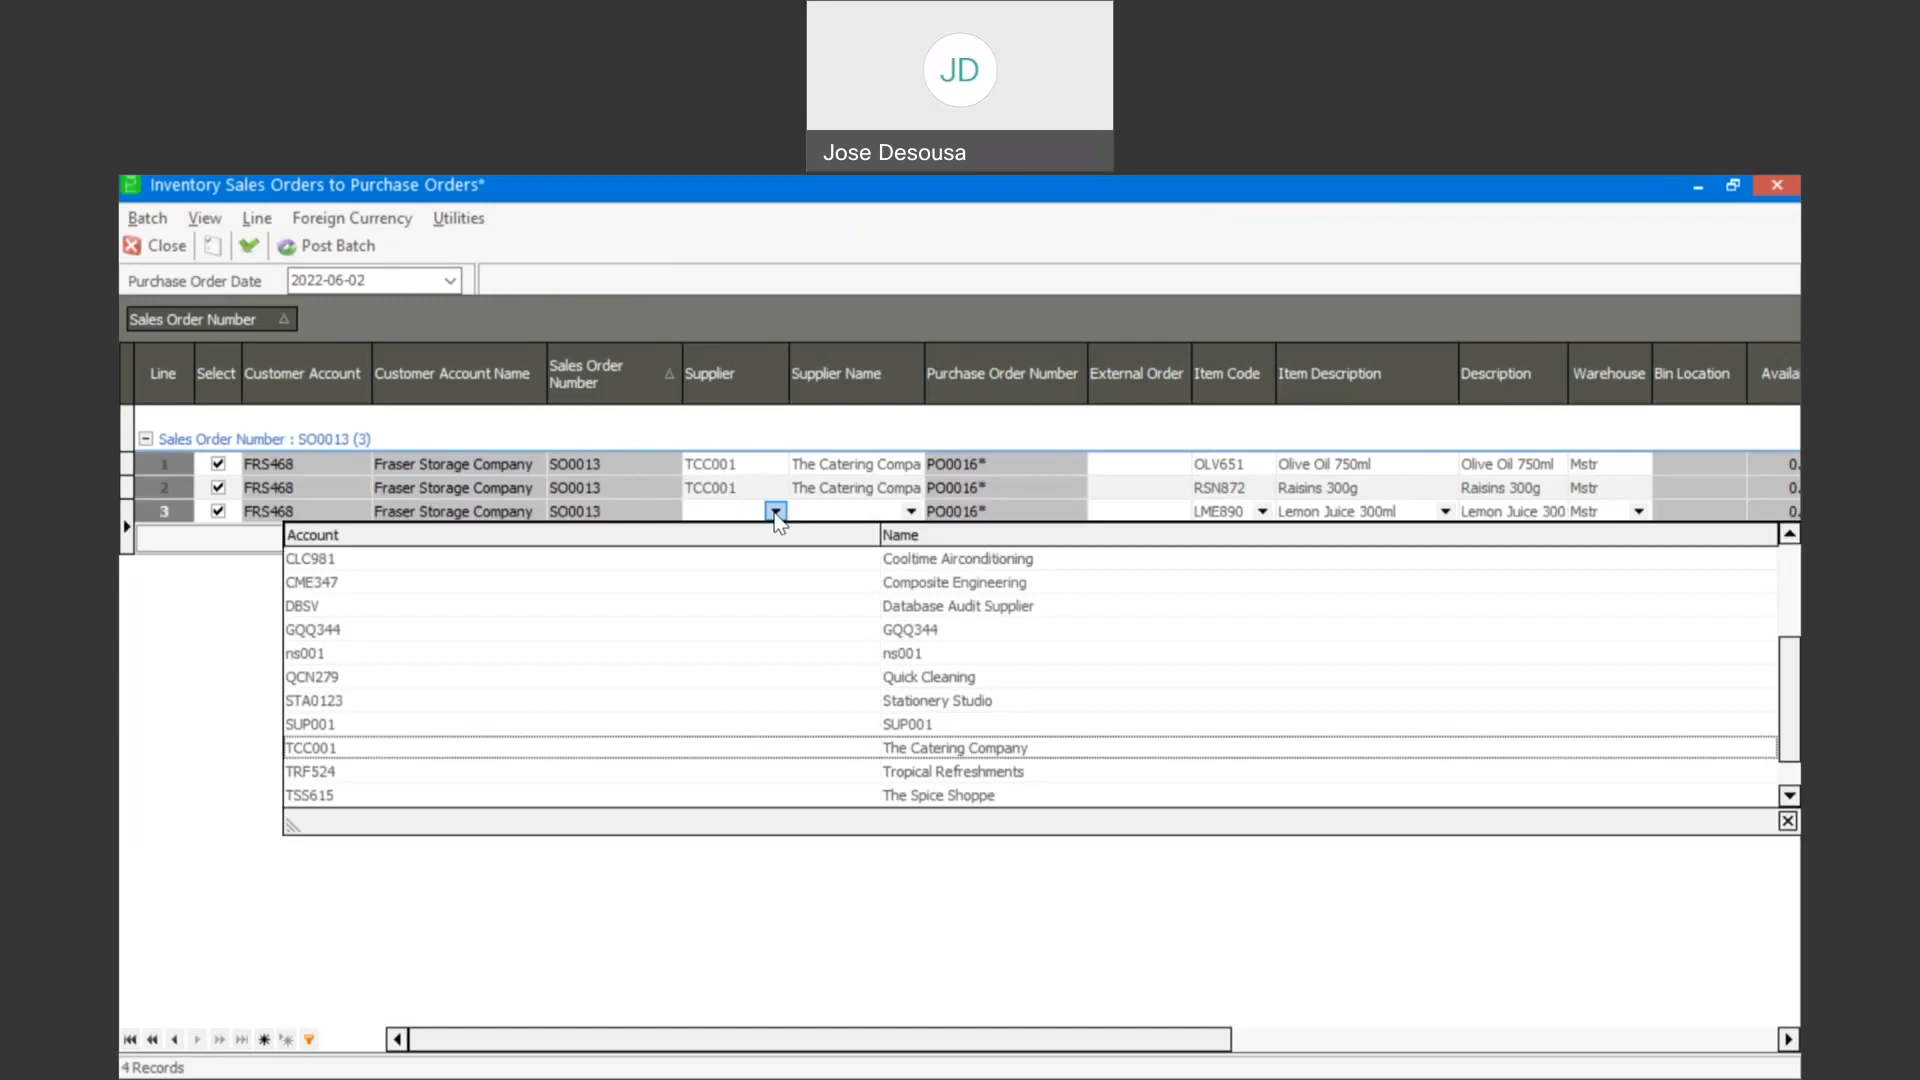 JD
Jose Desousa
Inventory Sales Orders to Purchase Orders*
Batch View Line Foreign Currency Utilities
Close Post Batch
Purchase Order Date 2022-06-02
Sales Order Number
Line Select Customer Account Customer Account Name Sales Order Number Supplier Supplier Name Purchase Order Number External Order Item Code Item Description Description Warehouse Bin Location Availa
Sales Order Number : SO0013 (3)
1 FRS468 Fraser Storage Company SO0013 TCC001 The Catering Compa PO0016* OLV651 Olive Oil 750ml Olive Oil 750ml Mstr 0.
2 FRS468 Fraser Storage Company SO0013 TCC001 The Catering Compa PO0016* RSN872 Raisins 300g Raisins 300g Mstr 0.
3 FRS468 Fraser Storage Company SO0013 PO0016* LME890 Lemon Juice 300ml Lemon Juice 300 Mstr 0.
Account Name
CLC981 Cooltime Airconditioning
CME347 Composite Engineering
DBSV Database Audit Supplier
GQQ344 GQQ344
ns001 ns001
QCN279 Quick Cleaning
STA0123 Stationery Studio
SUP001 SUP001
TCC001 The Catering Company
TRF524 Tropical Refreshments
TSS615 The Spice Shoppe
4 Records